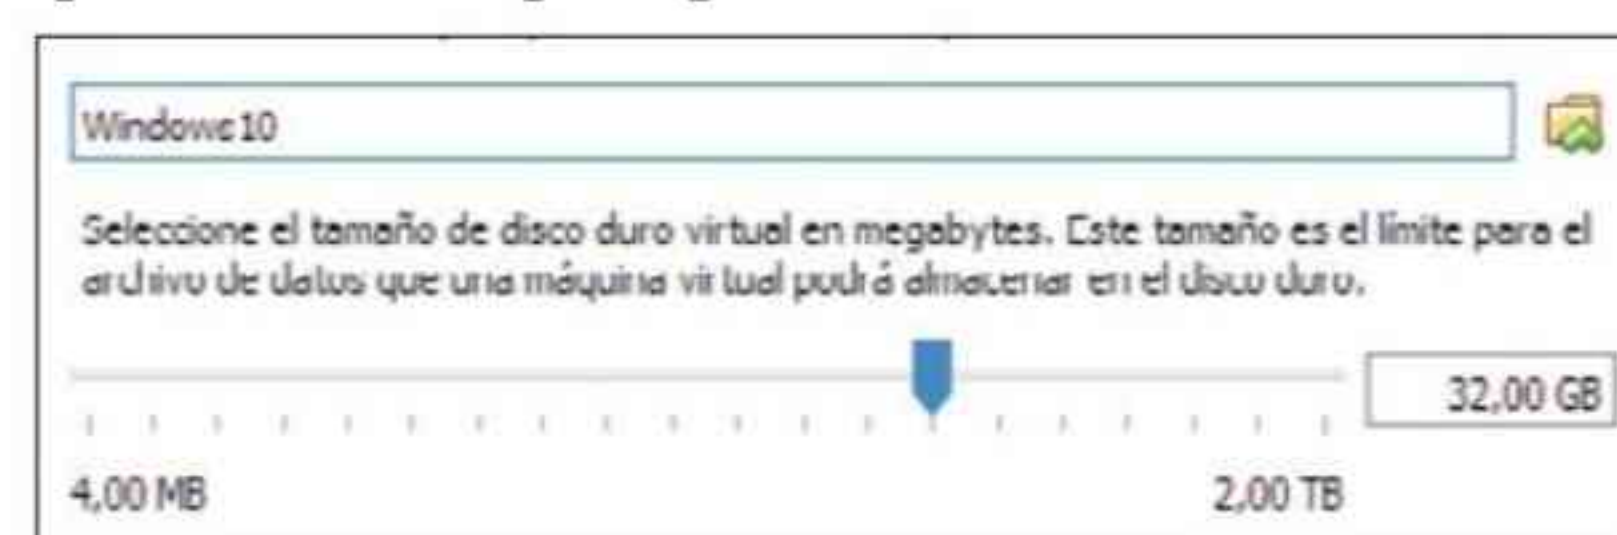 Windows10
Seleccione el tamaño de disco duro virtual en megabytes. Este tamaño es el límite para el
archivo de datos que una máquina virtual podrá almacenar en el disco duro.
32,00 GB
4,00 MB
2,00 TB